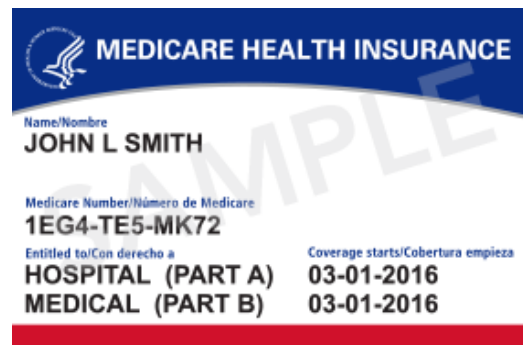 MEDICARE HEALTH INSURANCE
Name/Nombre
JOHN L SMITH
Medicare Number/Número de Medicare
1EG4-TE5-MK72
Entitled to/Con derecho a Coverage starts/Cobertura empieza
HOSPITAL (PART A) 03-01-2016
MEDICAL (PART B) 03-01-2016
SAMPLE